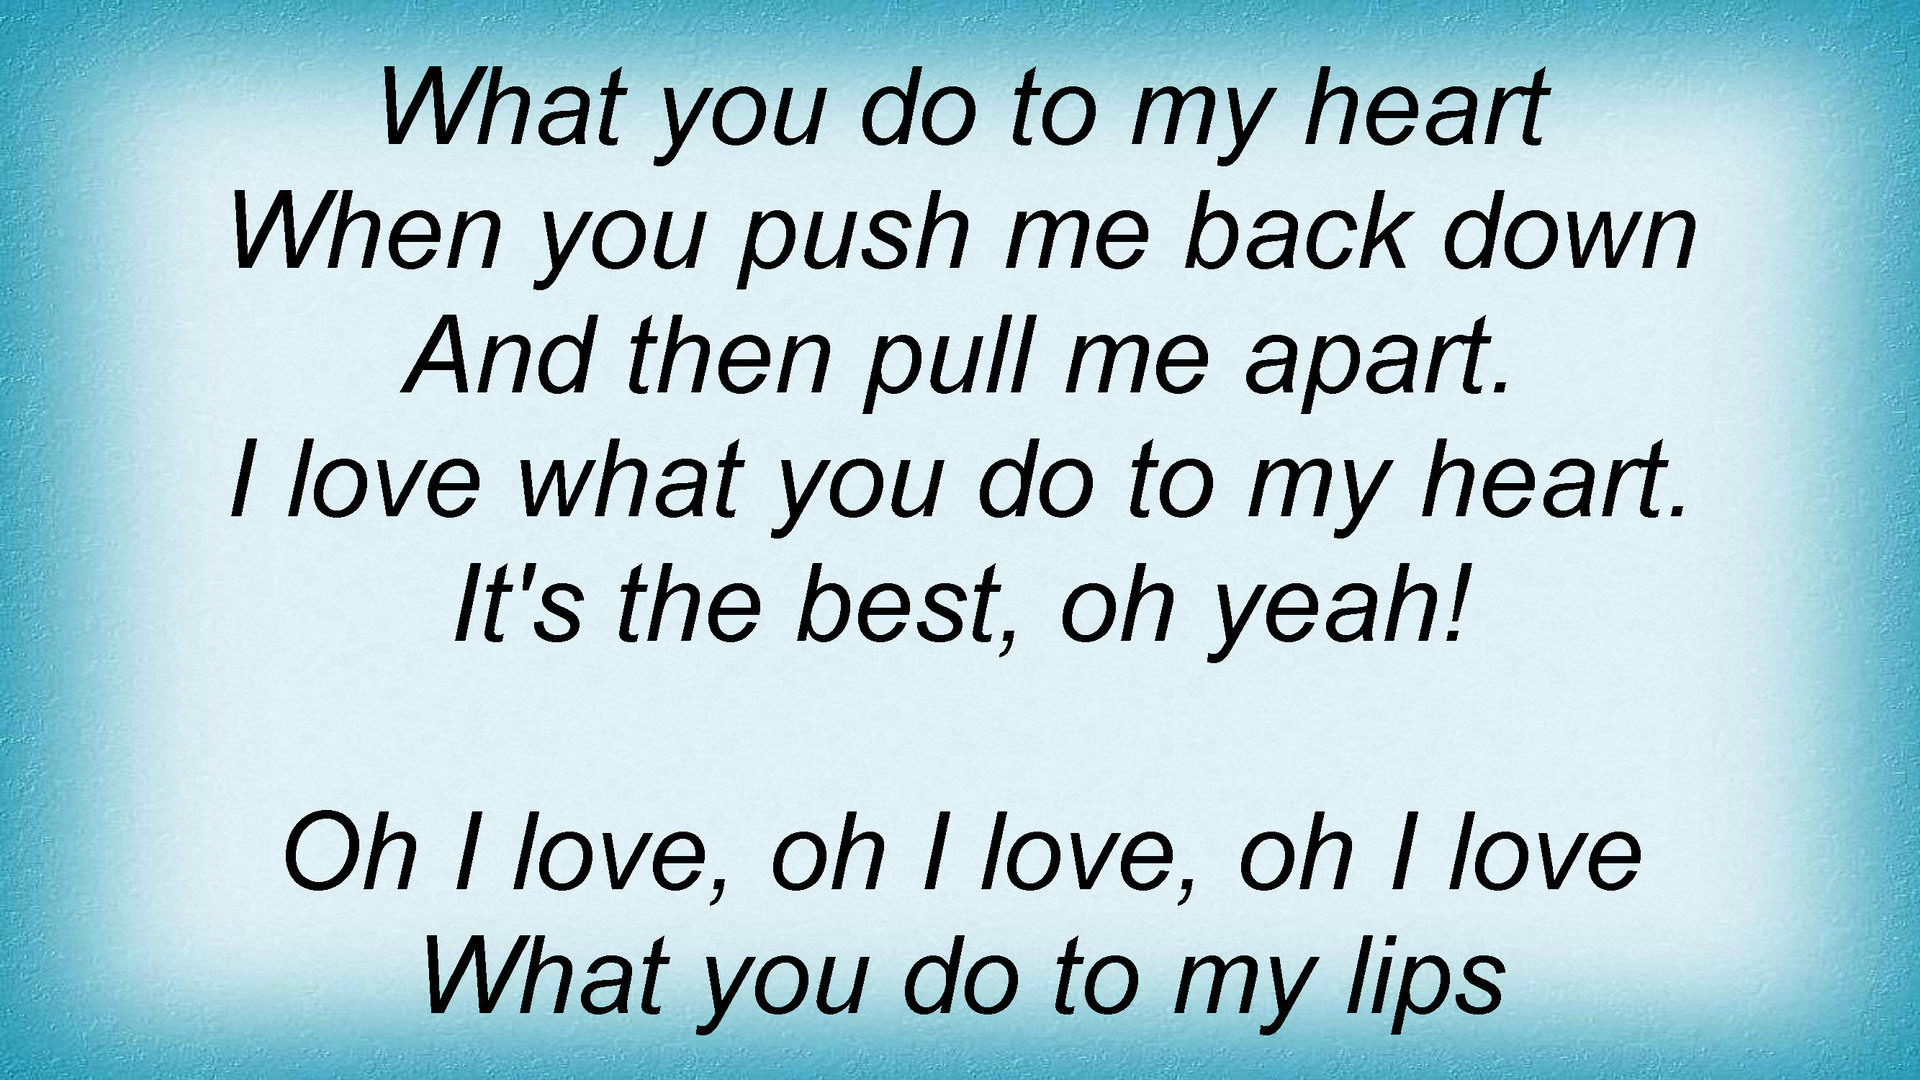 What you do to my heart
When you push me back down
And then pull me apart.
I love what you do to my heart.
It's the best, oh yeah!
Oh I love, oh I love, oh I love
What you do to my lips